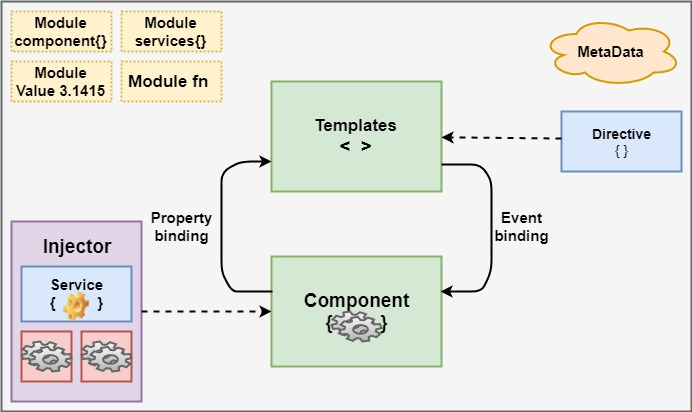 Module
component{}
Module
services{}
Module
Value 3.1415
Module fn
MetaData
Templates
< >
Directive
{ }
Property
binding
Event
binding
Injector
Service
{ }
Component
{ }